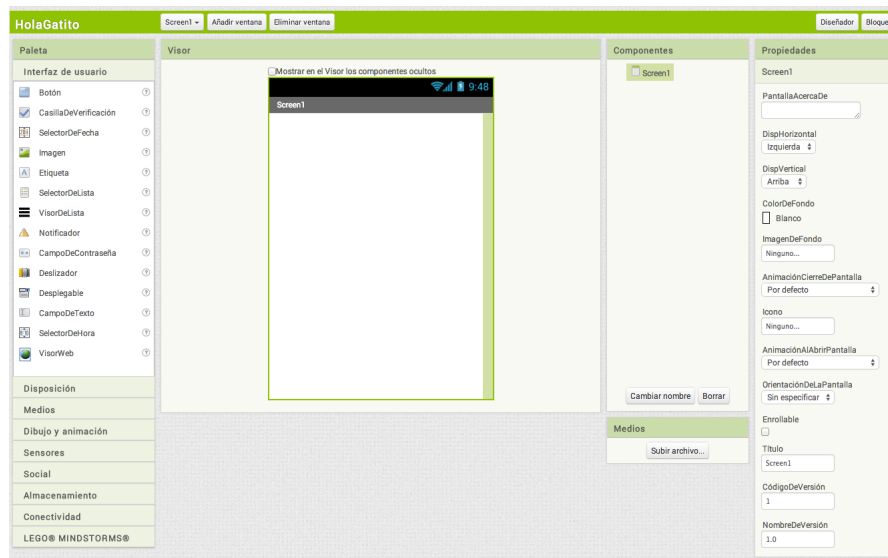 HolaGatito
Screen1
Añadir ventana
Eliminar ventana
Diseñador
Bloque
Paleta
Interfaz de usuario
Botón
CasillaDeVerificación
SelectorDeFecha
Imagen
Etiqueta
SelectorDeLista
VisorDeLista
Notificador
CampoDeContraseña
Deslizador
Desplegable
CampoDeTexto
SelectorDeHora
VisorWeb
Disposición
Medios
Dibujo y animación
Sensores
Social
Almacenamiento
Conectividad
LEGO® MINDSTORMS®
Visor
Mostrar en el Visor los componentes ocultos
9:48
Screen1
Componentes
Screen1
Cambiar nombre
Borrar
Medios
Subir archivo...
Propiedades
Screen1
PantallaAcercaDe
DispHorizontal
Izquierda
DispVertical
Arriba
ColorDeFondo
Blanco
ImagenDeFondo
Ninguno...
AnimaciónCierreDePantalla
Por defecto
Icono
Ninguno...
AnimaciónAlAbrirPantalla
Por defecto
OrientaciónDeLaPantalla
Sin especificar
Enrollable
Título
Screen1
CódigoDeVersión
1
NombreDeVersión
1.0